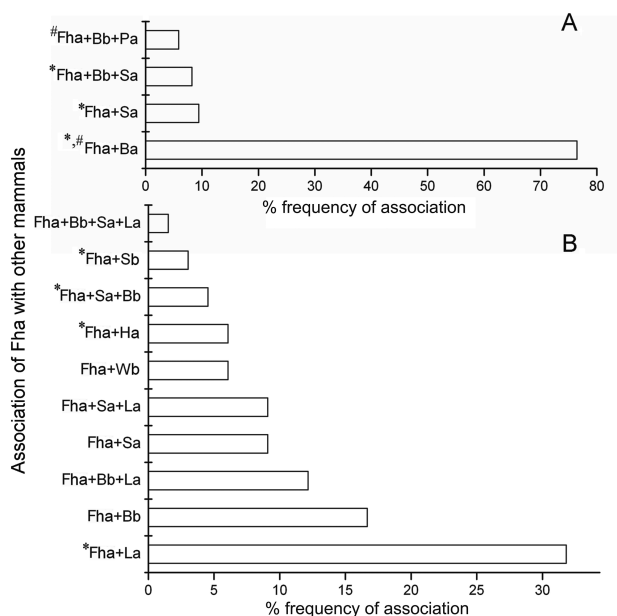 A
#Fha+Bb+Pa
*Fha+Bb+Sa
*Fha+Sa
*,#Fha+Ba
0 10 20 30 40 50 60 70 80
% frequency of association
Association of Fha with other mammals
B
Fha+Bb+Sa+La
*Fha+Sb
*Fha+Sa+Bb
*Fha+Ha
Fha+Wb
Fha+Sa+La
Fha+Sa
Fha+Bb+La
Fha+Bb
*Fha+La
0 5 10 15 20 25 30
% frequency of association